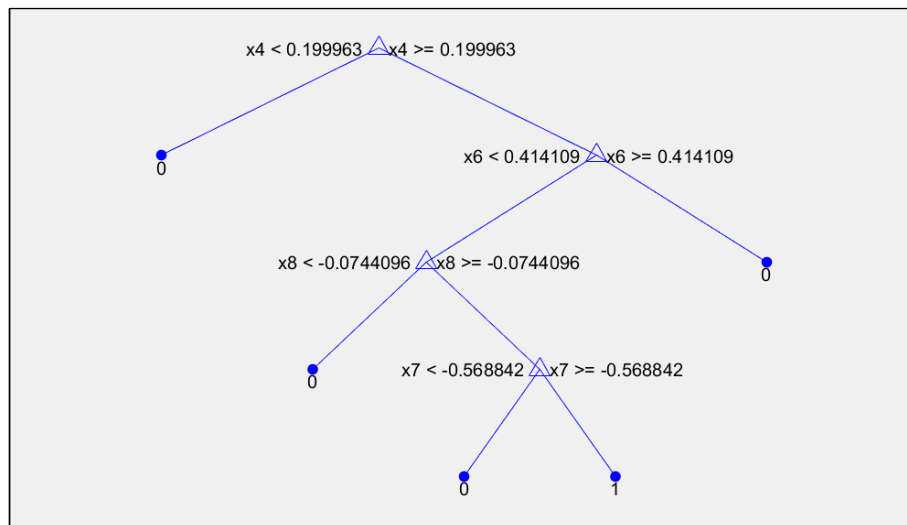 x4 < 0.199963 x4 >= 0.199963
0
x6 < 0.414109 x6 >= 0.414109
x8 < -0.0744096 x8 >= -0.0744096
0
0
x7 < -0.568842 x7 >= -0.568842
0
0 1